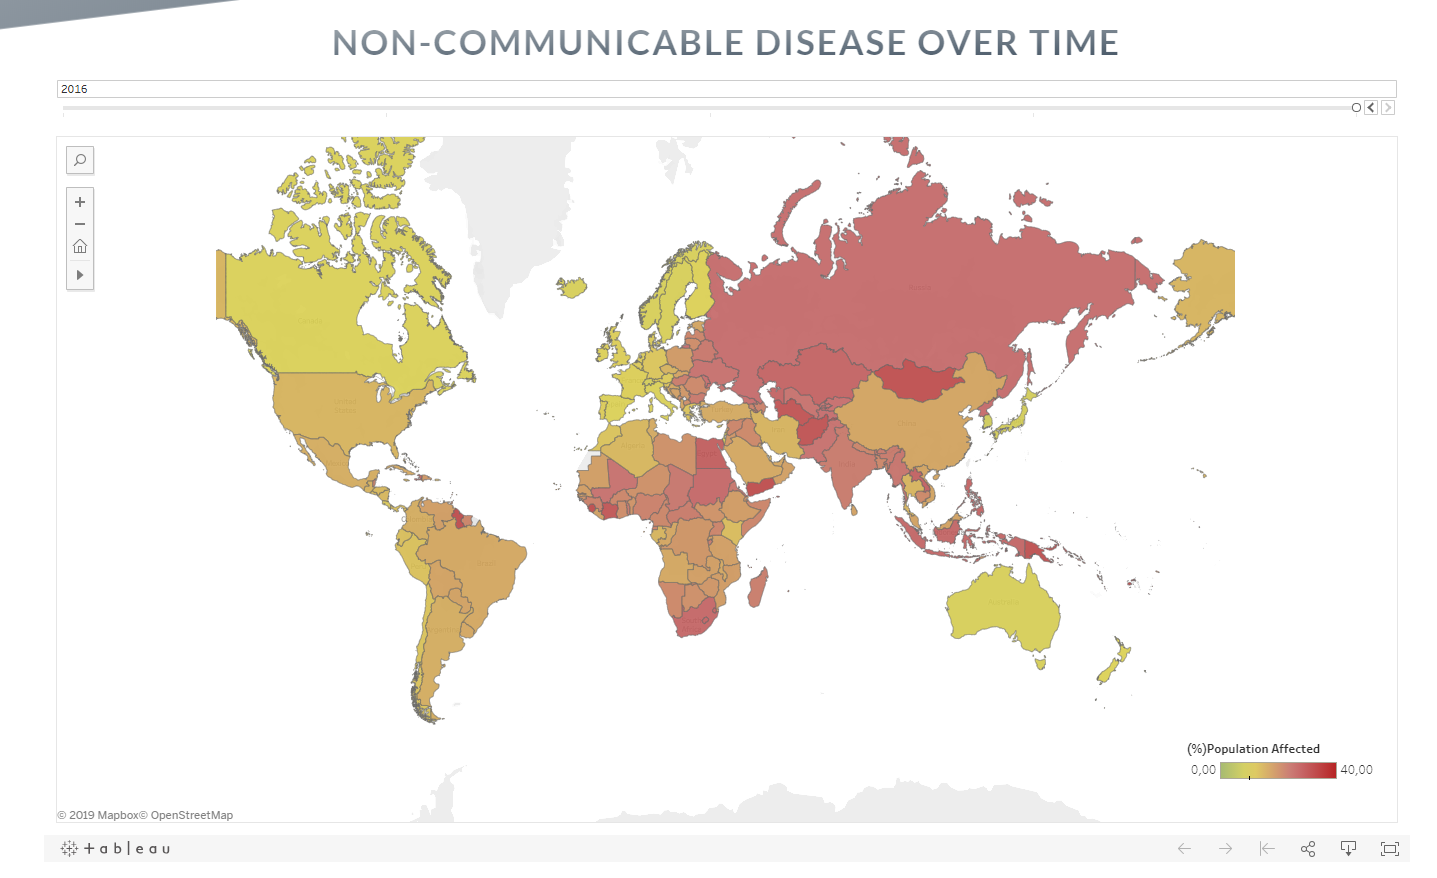 NON-COMMUNICABLE DISEASE OVER TIME
2016
(%)Population Affected
0,00
40,00
© 2019 Mapbox© OpenStreetMap
+ a b l e a u